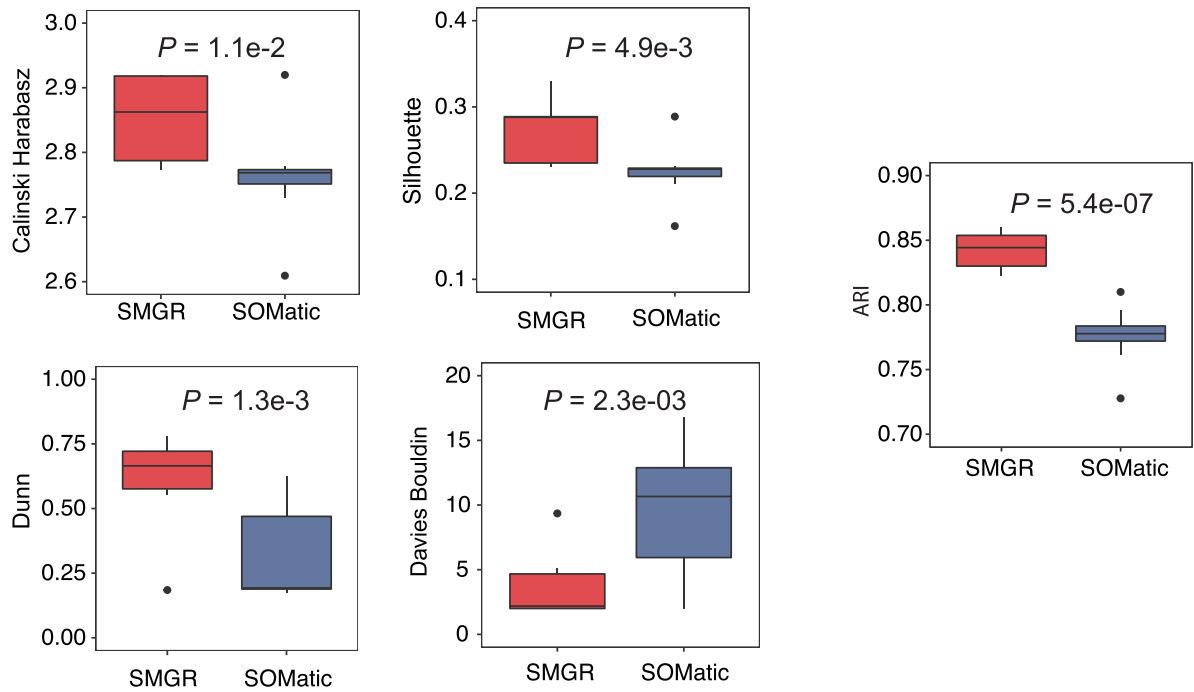 Calinski Harabasz
3.0
2.9
2.8
2.7
2.6
P = 1.1e-2
SMGR SOMatic
Silhouette
0.4
0.3
0.2
0.1
P = 4.9e-3
SMGR SOMatic
ARI
0.90
0.85
0.80
0.75
0.70
P = 5.4e-07
SMGR SOMatic
Dunn
1.00
0.75
0.50
0.25
0.00
P = 1.3e-3
SMGR SOMatic
Davies Bouldin
20
15
10
5
0
P = 2.3e-03
SMGR SOMatic